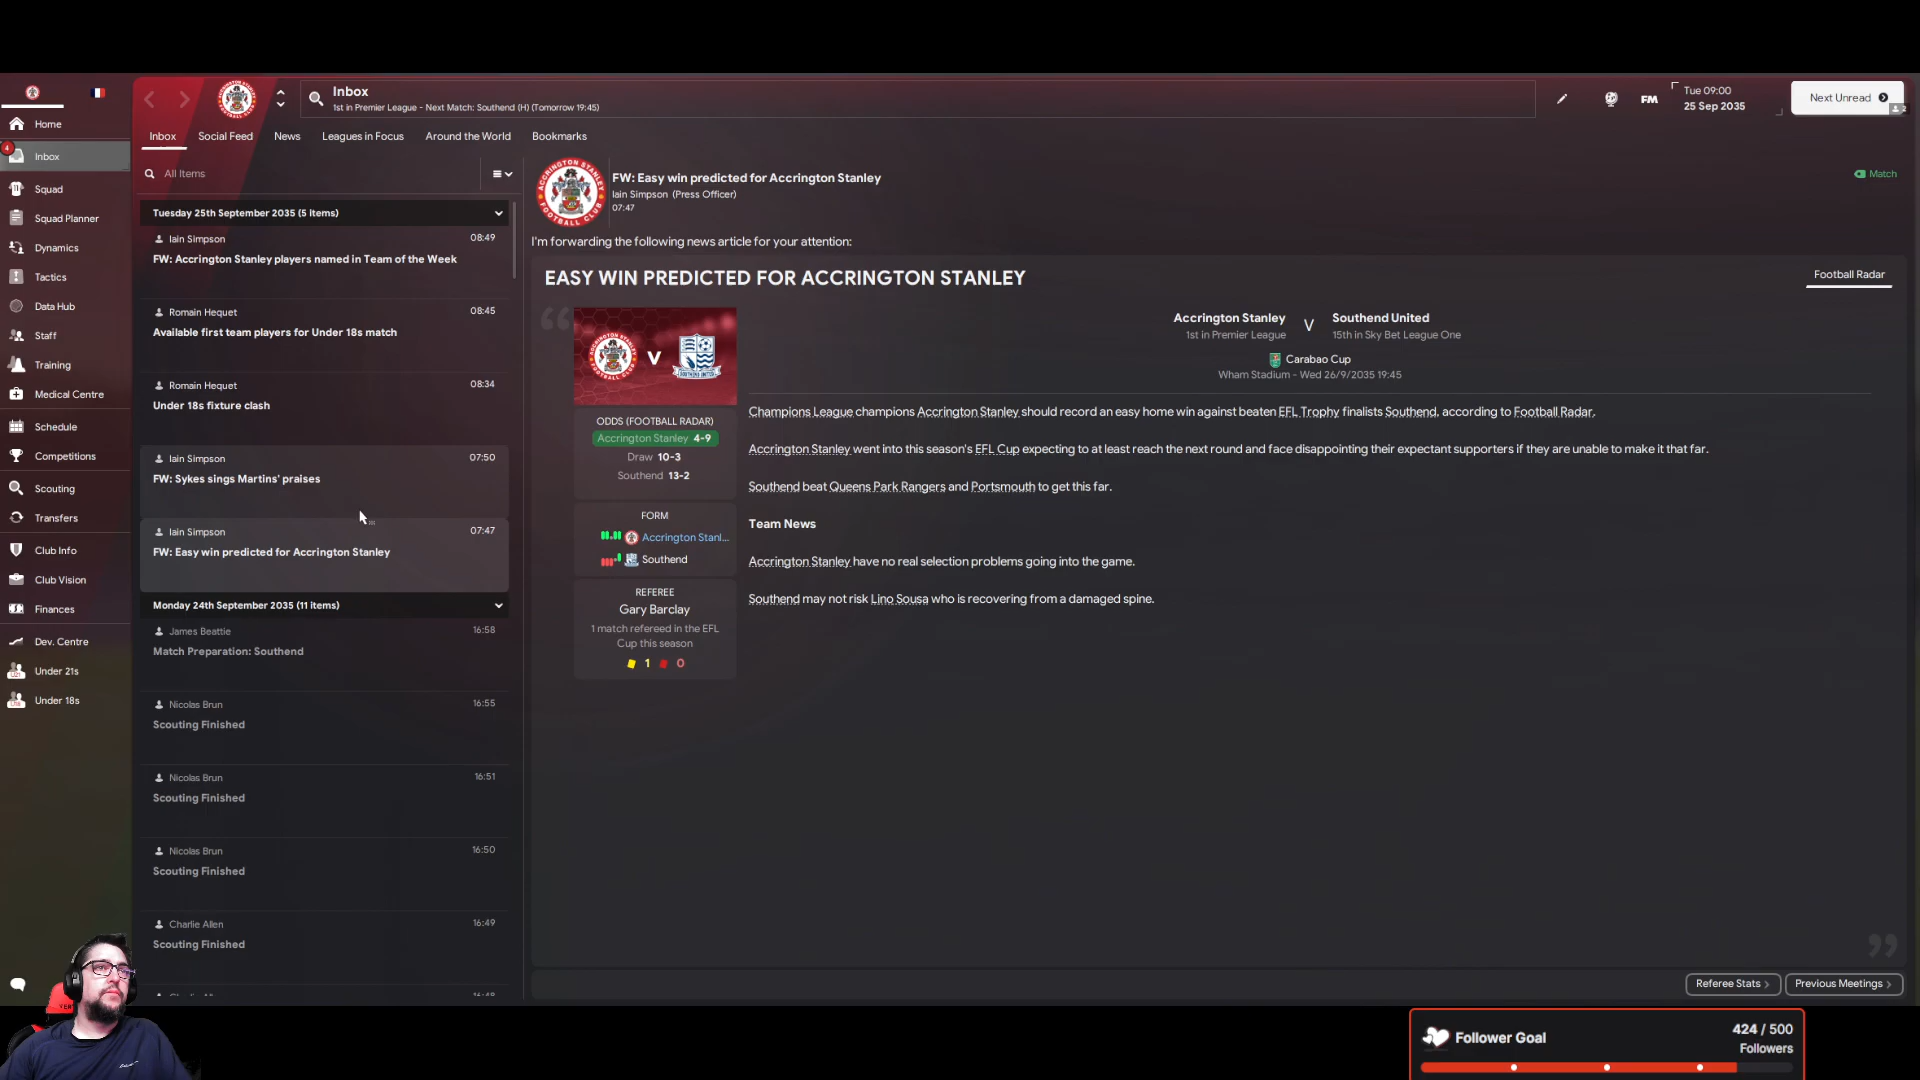 Inbox
1st in Premier League - Next Match: Southend (H) (Tomorrow 19:45)
FM
Tue 09:00
25 Sep 2035
Next Unread
2
Home
4
Inbox
Squad
Squad Planner
Dynamics
Tactics
Data Hub
Staff
Training
Medical Centre
Schedule
Competitions
Scouting
Transfers
Club Info
Club Vision
Finances
Dev. Centre
Under 21s
Under 18s
Inbox
Social Feed
News
Leagues in Focus
Around the World
Bookmarks
All Items
Tuesday 25th September 2035 (5 items)
Iain Simpson 08:49
FW: Accrington Stanley players named in Team of the Week
Romain Hequet 08:45
Available first team players for Under 18s match
Romain Hequet 08:34
Under 18s fixture clash
Iain Simpson 07:50
FW: Sykes sings Martins' praises
Iain Simpson 07:47
FW: Easy win predicted for Accrington Stanley
Monday 24th September 2035 (11 items)
James Beattie 16:58
Match Preparation: Southend
Nicolas Brun 16:55
Scouting Finished
Nicolas Brun 16:51
Scouting Finished
Nicolas Brun 16:50
Scouting Finished
Charlie Allen 16:49
Scouting Finished
ACCRINGTON STANLEY
FOOTBALL CLUB
FW: Easy win predicted for Accrington Stanley
Iain Simpson (Press Officer)
07:47
Match
I'm forwarding the following news article for your attention:
EASY WIN PREDICTED FOR ACCRINGTON STANLEY
Football Radar
V
ODDS (FOOTBALL RADAR)
Accrington Stanley 4-9
Draw 10-3
Southend 13-2
FORM
Accrington Stanl...
Southend
REFEREE
Gary Barclay
1 match refereed in the EFL
Cup this season
1 0
Accrington Stanley V Southend United
1st in Premier League 15th in Sky Bet League One
Carabao Cup
Wham Stadium - Wed 26/9/2035 19:45
Champions League champions Accrington Stanley should record an easy home win against beaten EFL Trophy finalists Southend, according to Football Radar.
Accrington Stanley went into this season's EFL Cup expecting to at least reach the next round and face disappointing their expectant supporters if they are unable to make it that far.
Southend beat Queens Park Rangers and Portsmouth to get this far.
Team News
Accrington Stanley have no real selection problems going into the game.
Southend may not risk Lino Sousa who is recovering from a damaged spine.
Referee Stats
Previous Meetings
Follower Goal
424 / 500
Followers